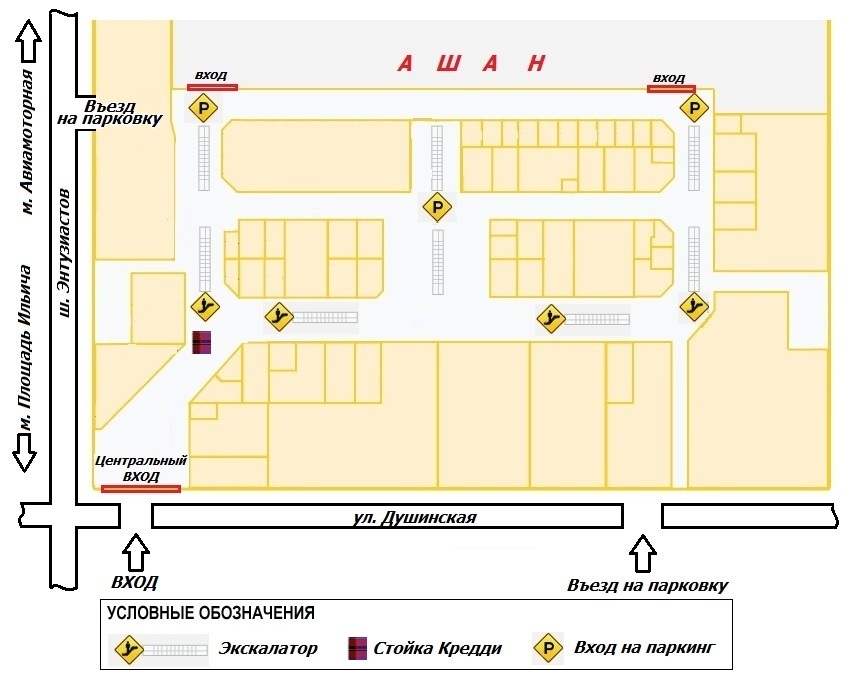 А Ш А Н
вход
вход
P
P
Въезд
на парковку
м. Авиамоторная
P
ш. Энтузиастов
м. Площадь Ильича
Центральный
вход
ул. Душинская
ВХОД
Въезд на парковку
УСЛОВНЫЕ ОБОЗНАЧЕНИЯ
Экскалатор
Стойка Кредди
P
Вход на паркинг